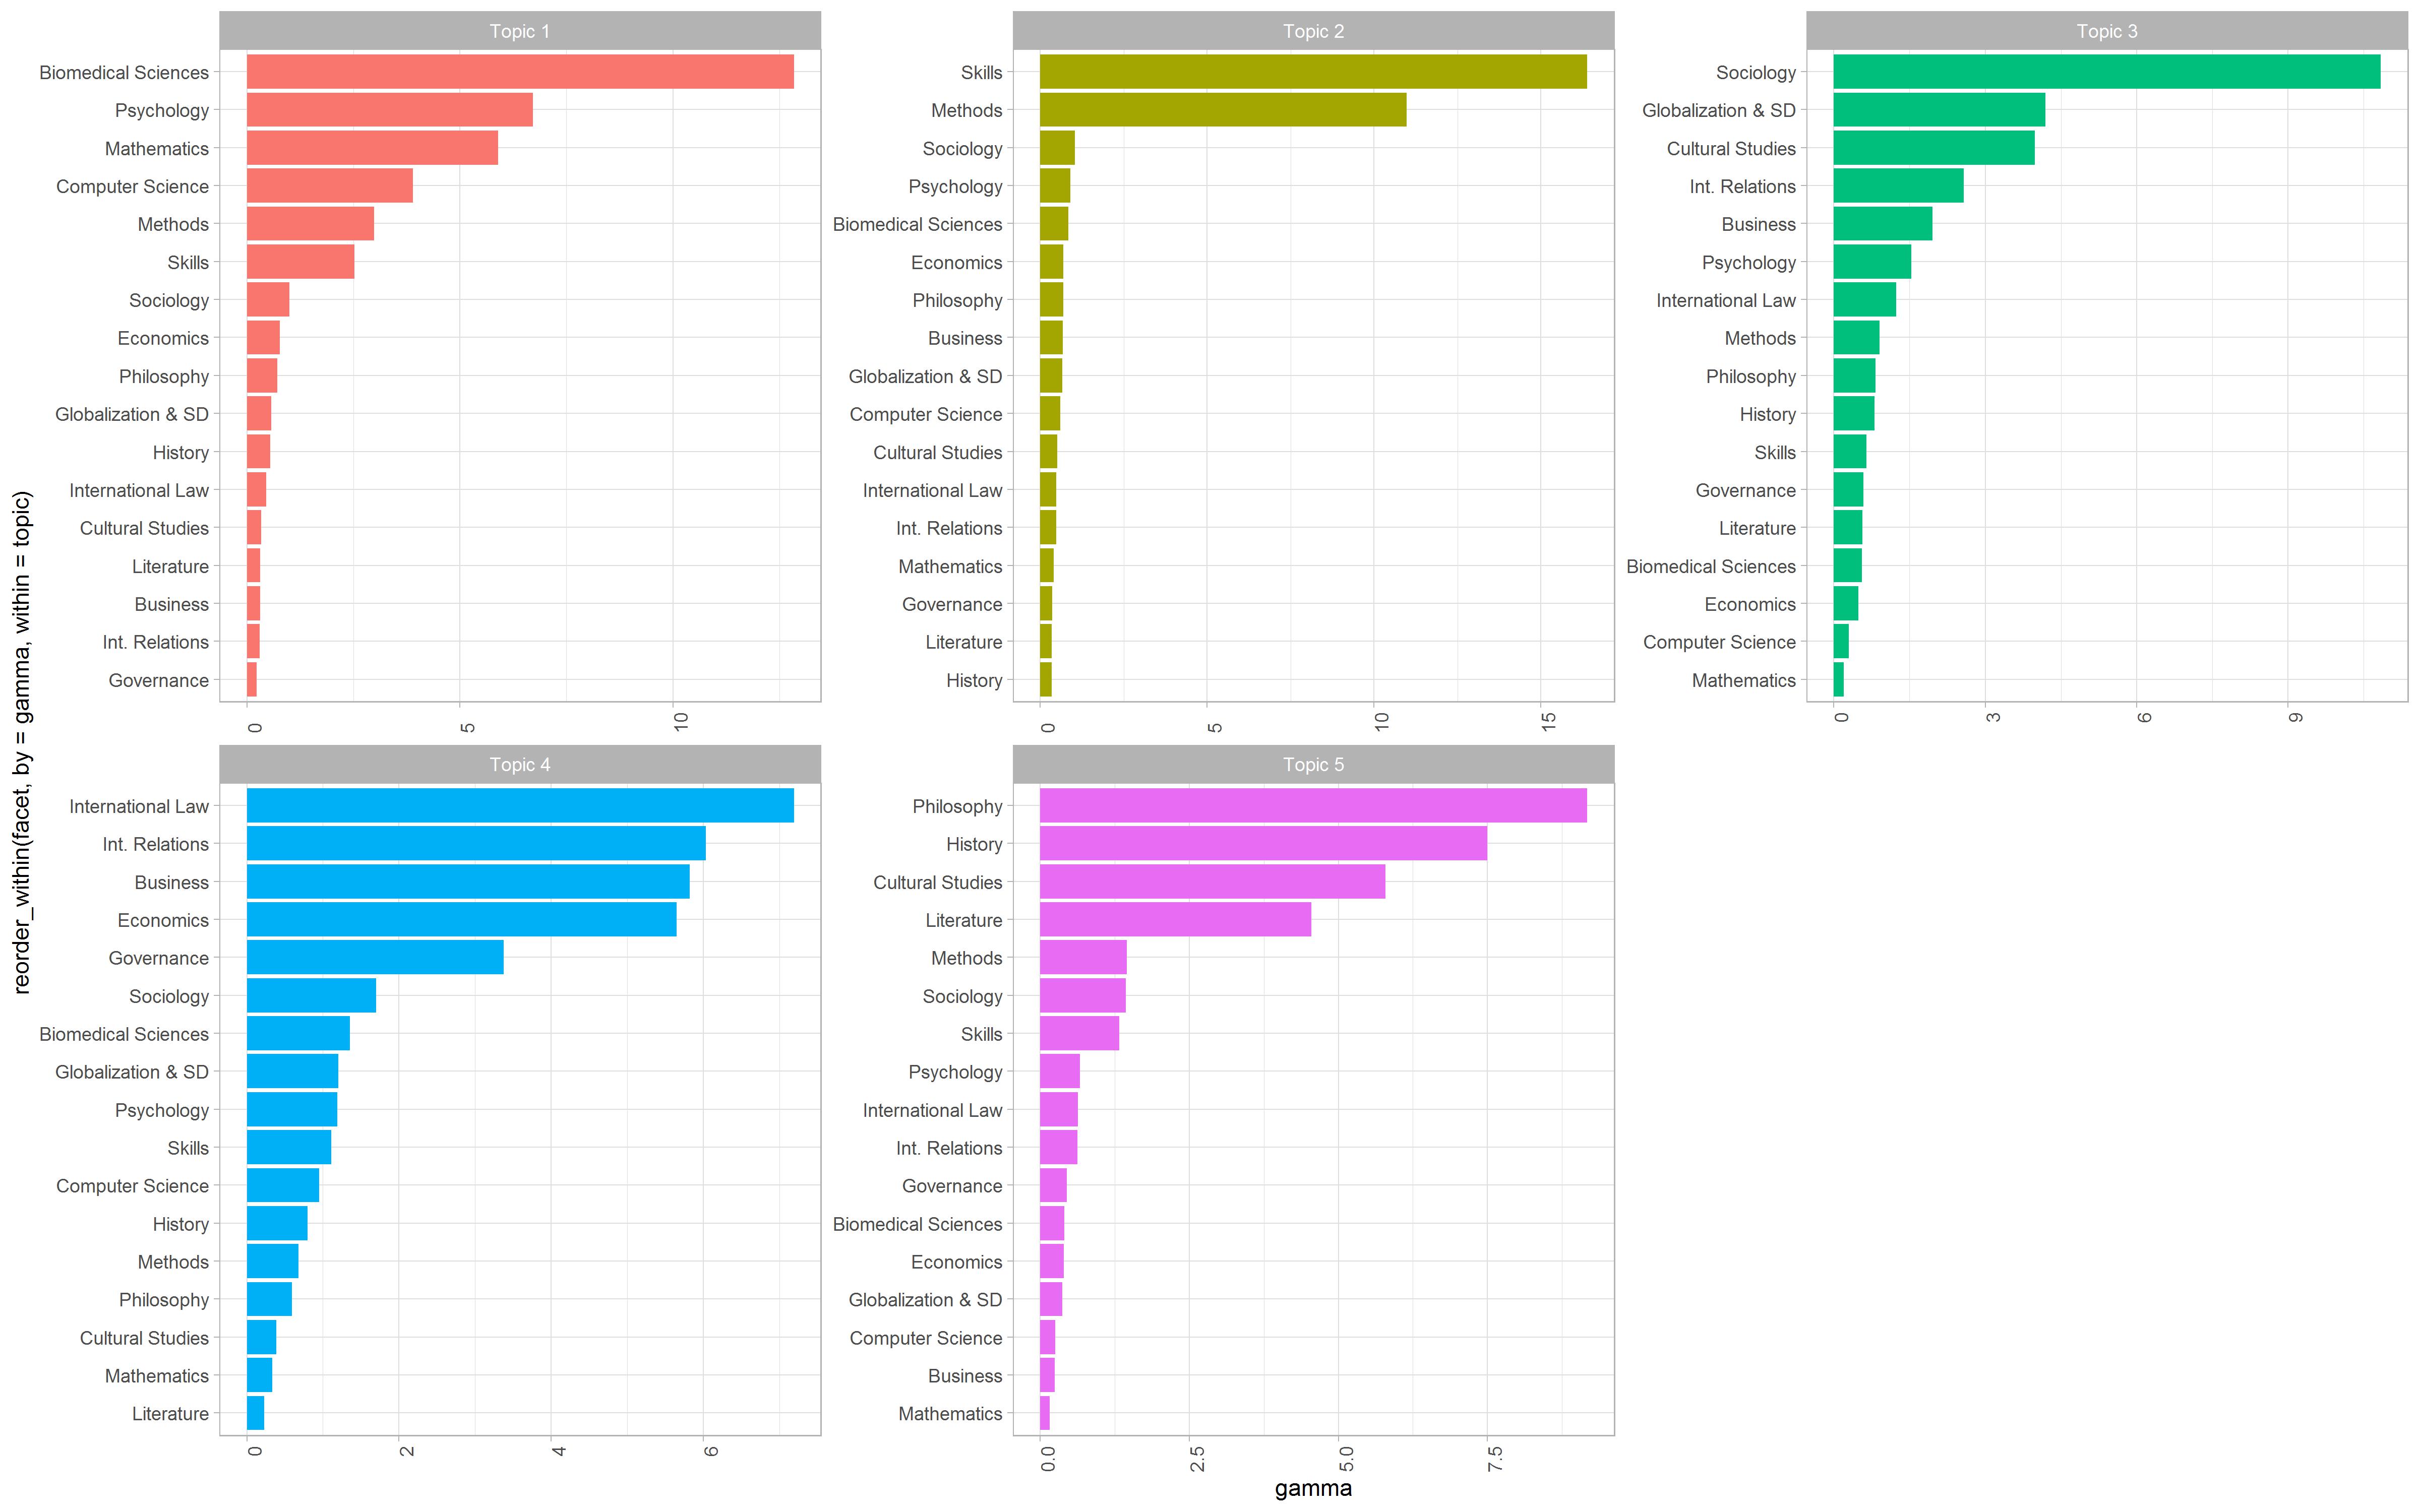 Topic 1
Biomedical Sciences
Psychology
Mathematics
Computer Science
Methods
Skills
Sociology
Economics
Philosophy
Globalization & SD
History
International Law
Cultural Studies
Literature
Business
Int. Relations
Governance
0
5
10
Topic 2
Skills
Methods
Sociology
Psychology
Biomedical Sciences
Economics
Philosophy
Business
Globalization & SD
Computer Science
Cultural Studies
International Law
Int. Relations
Mathematics
Governance
Literature
History
0
5
10
15
Topic 3
Sociology
Globalization & SD
Cultural Studies
Int. Relations
Business
Psychology
International Law
Methods
Philosophy
History
Skills
Governance
Literature
Biomedical Sciences
Economics
Computer Science
Mathematics
0
3
6
9
Topic 4
International Law
Int. Relations
Business
Economics
Governance
Sociology
Biomedical Sciences
Globalization & SD
Psychology
Skills
Computer Science
History
Methods
Philosophy
Cultural Studies
Mathematics
Literature
0
2
4
6
Topic 5
Philosophy
History
Cultural Studies
Literature
Methods
Sociology
Skills
Psychology
International Law
Int. Relations
Governance
Biomedical Sciences
Economics
Globalization & SD
Computer Science
Business
Mathematics
0.0
2.5
5.0
7.5
gamma
reorder_within(facet, by = gamma, within = topic)